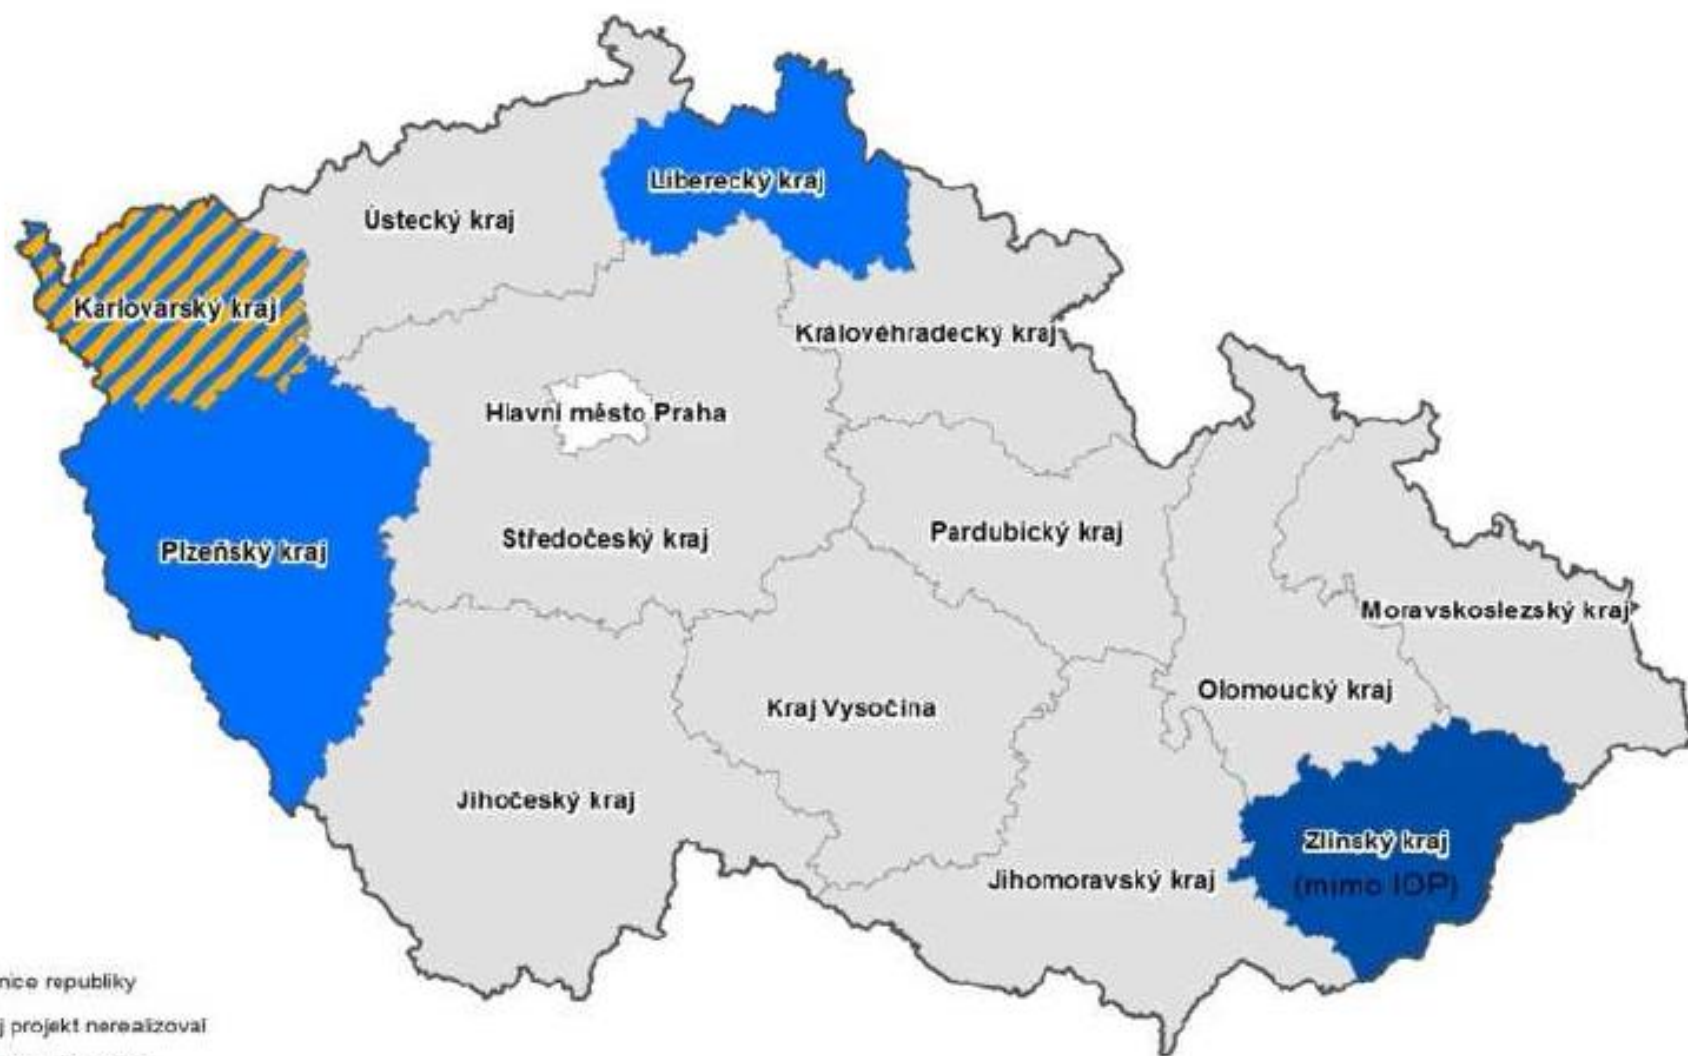 Liberecký kraj
Ústecký kraj
Karlovarský kraj
Královéhradecký kraj
Hlavní město Praha
Středočeský kraj
Pardubický kraj
Plzeňský kraj
Moravskoslezský kraj
Olomoucký kraj
Kraj Vysočina
Jihočeský kraj
Zlínský kraj
(mimo IOP)
Jihomoravský kraj
nice republiky
j projekt nerealizoval